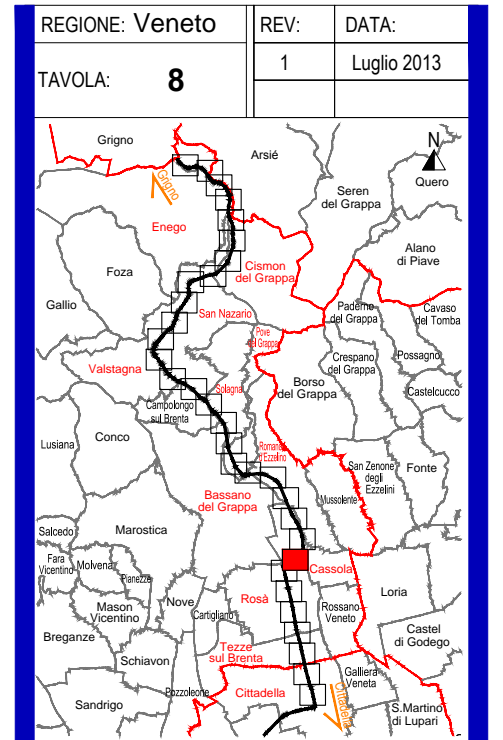 REGIONE: Veneto
REV:
DATA:
TAVOLA: 8
1
Luglio 2013
Grigno
Arsié
N
Quero
Grigno
Seren
del Grappa
Enego
Alano
di Piave
Foza
Cismon
del Grappa
Gallio
San Nazario
Paderno
del Grappa
Cavaso
del Tomba
Pove
del Grappa
Crespano
del Grappa
Possagno
Valstagna
Solagna
Borso
del Grappa
Castelcucco
Campolongo
sul Brenta
Lusiana
Conco
Romano
d'Ezzelino
San Zenone
degli
Ezzelini
Fonte
Bassano
del Grappa
Mussolente
Salcedo
Marostica
Fara
Vicentino
Molvena
Pianezze
Cassola
Loria
Rosà
Mason
Vicentino
Nove
Cartigliano
Rossano
Veneto
Breganze
Castel
di Godego
Schiavon
Tezze
sul Brenta
Galliera
Veneta
Pozzoleone
Cittadella
Cittadella
Sandrigo
S.Martino
di Lupari